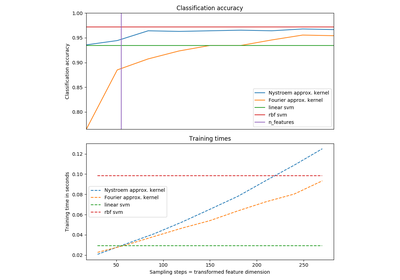 Classification accuracy
1.00
0.95
0.90
0.85
0.80
Classification accuracy
Nystroem approx. kernel
Fourier approx. kernel
linear svm
rbf svm
n_features
Training times
0.12
0.10
0.08
0.06
0.04
0.02
Training time in seconds
Nystroem approx. kernel
Fourier approx. kernel
linear svm
rbf svm
50
100
150
200
250
Sampling steps = transformed feature dimension